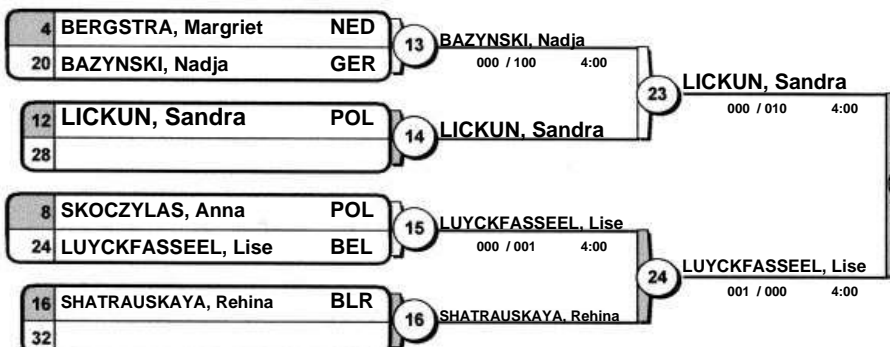 4 BERGSTRA, Margriet NED
20 BAZYNSKI, Nadja GER
13 BAZYNSKI, Nadja
000 / 100 4:00
12 LICKUN, Sandra POL
28
14 LICKUN, Sandra
23 LICKUN, Sandra
000 / 010 4:00
8 SKOCZYLAS, Anna POL
24 LUYCKFASSEEL, Lise BEL
15 LUYCKFASSEEL, Lise
000 / 001 4:00
16 SHATRAUSKAYA, Rehina BLR
32
16 SHATRAUSKAYA, Rehina
24 LUYCKFASSEEL, Lise
001 / 000 4:00